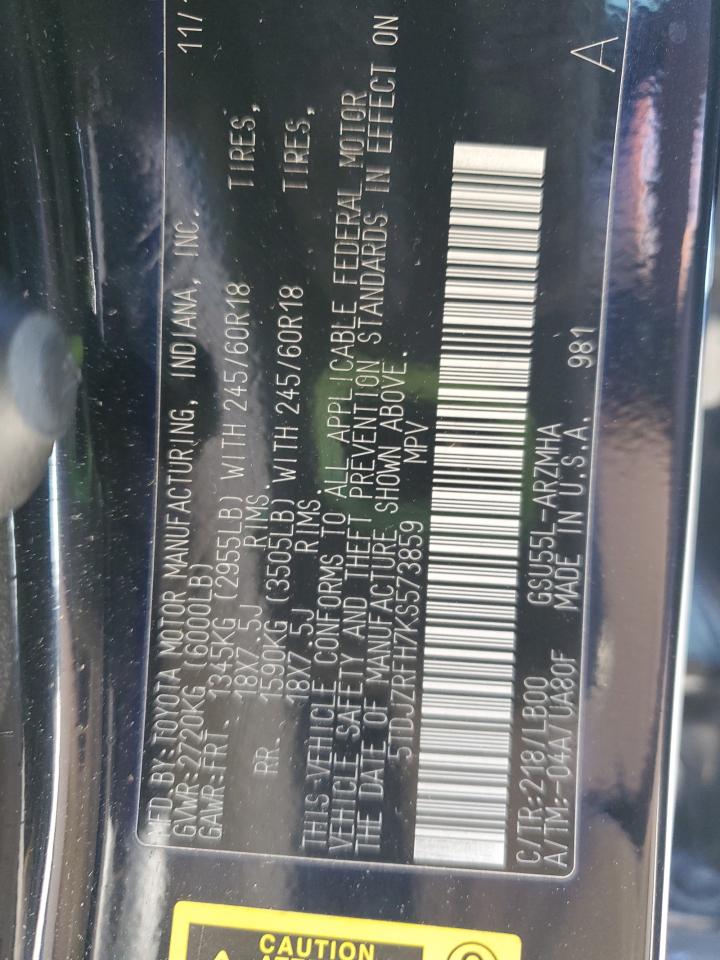 MFD BY: TOYOTA MOTOR MANUFACTURING, INDIANA, INC. 11/
GVWR: 2720KG (6000LB)
GAWR: FRT. 1345KG (2955LB) WITH 245/60R18 TIRES,
18X7.5J RIMS.
RR. 1590KG (3505LB) WITH 245/60R18 TIRES,
18X7.5J RIMS.
THIS VEHICLE CONFORMS TO ALL APPLICABLE FEDERAL MOTOR
VEHICLE SAFETY AND THEFT PREVENTION STANDARDS IN EFFECT ON
THE DATE OF MANUFACTURE SHOWN ABOVE.
5TDJZRFH7KS573859 MPV
C/TR: 218/LB00 GSU55L-ARZMHA A
A/TM: -04A/UA80F MADE IN U.S.A. 981
CAUTION